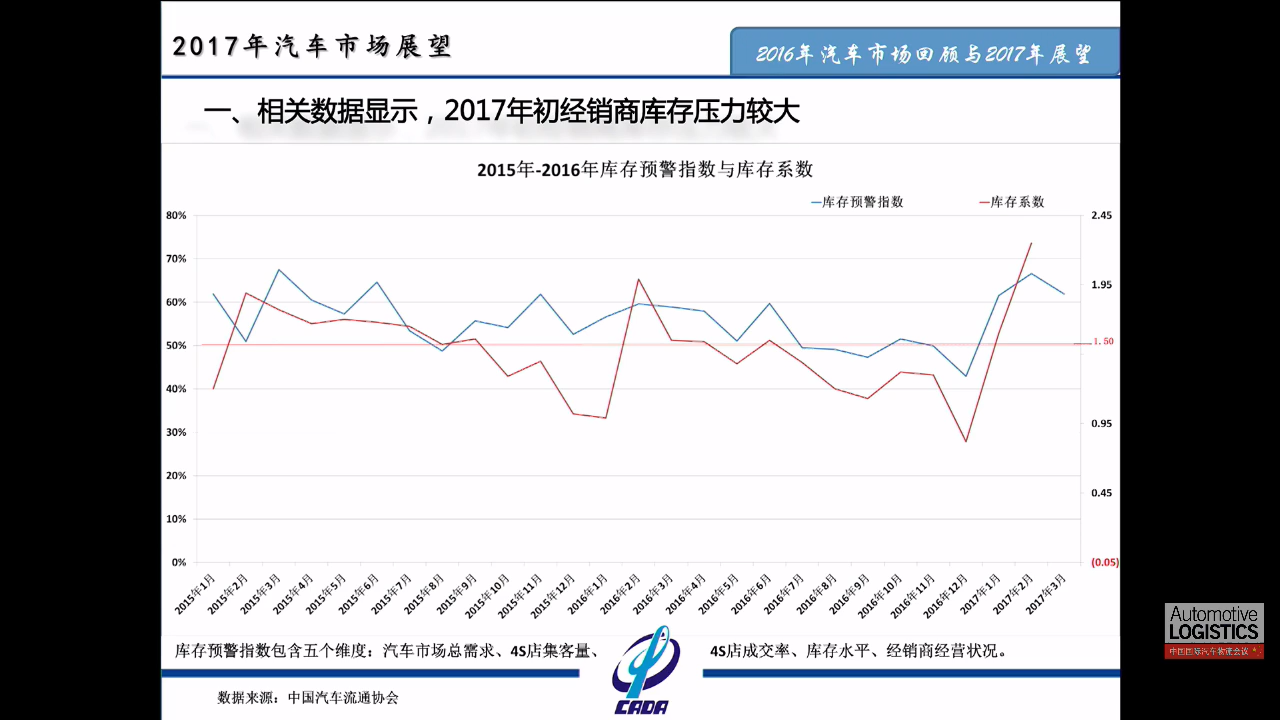 2017年汽车市场展望
2016年汽车市场回顾与2017年展望
一、相关数据显示，2017年初经销商库存压力较大
2015年-2016年库存预警指数与库存系数
库存预警指数 库存系数
80% 2.45
70%
1.95
60%
50% 1.50
40%
0.95
30%
20%
0.45
10%
0% (0.05)
2015年1月 2015年2月 2015年3月 2015年4月 2015年5月 2015年6月 2015年7月 2015年8月 2015年9月 2015年10月 2015年11月 2015年12月 2016年1月 2016年2月 2016年3月 2016年4月 2016年5月 2016年6月 2016年7月 2016年8月 2016年9月 2016年10月 2016年11月 2016年12月 2017年1月 2017年2月 2017年3月
库存预警指数包含五个维度：汽车市场总需求、4S店集客量、 4S店成交率、库存水平、经销商经营状况。
CADA
数据来源：中国汽车流通协会
Automotive
LOGISTICS
中国国际汽车物流会议